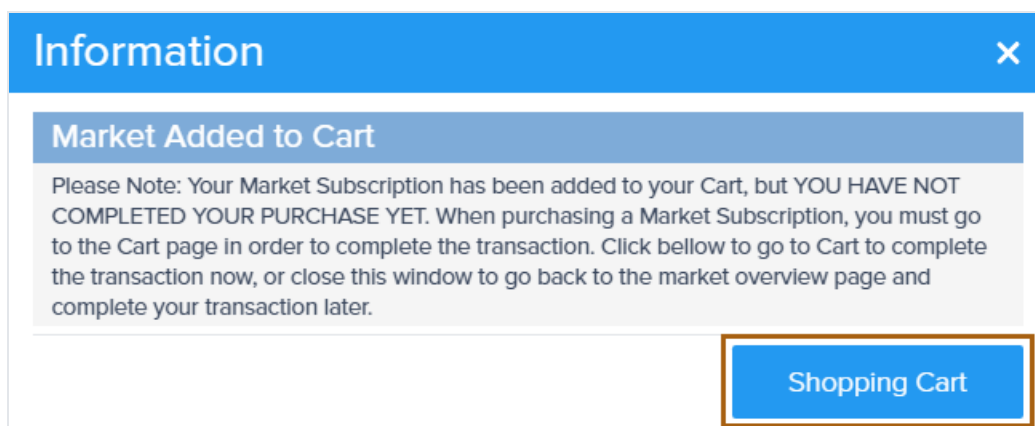 Information
Market Added to Cart
Please Note: Your Market Subscription has been added to your Cart, but YOU HAVE NOT
COMPLETED YOUR PURCHASE YET. When purchasing a Market Subscription, you must go
to the Cart page in order to complete the transaction. Click bellow to go to Cart to complete
the transaction now, or close this window to go back to the market overview page and
complete your transaction later.
Shopping Cart